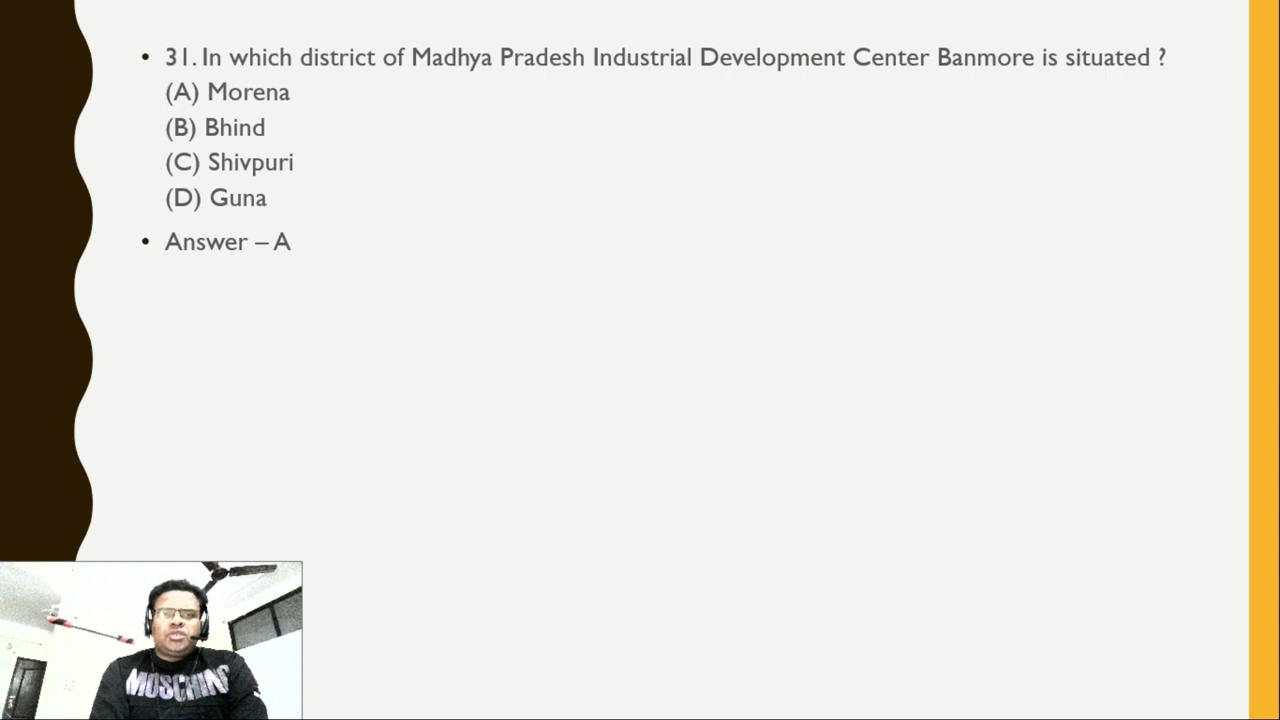 • 31. In which district of Madhya Pradesh Industrial Development Center Banmore is situated ?
(A) Morena
(B) Bhind
(C) Shivpuri
(D) Guna
• Answer – A
MOSCHINO